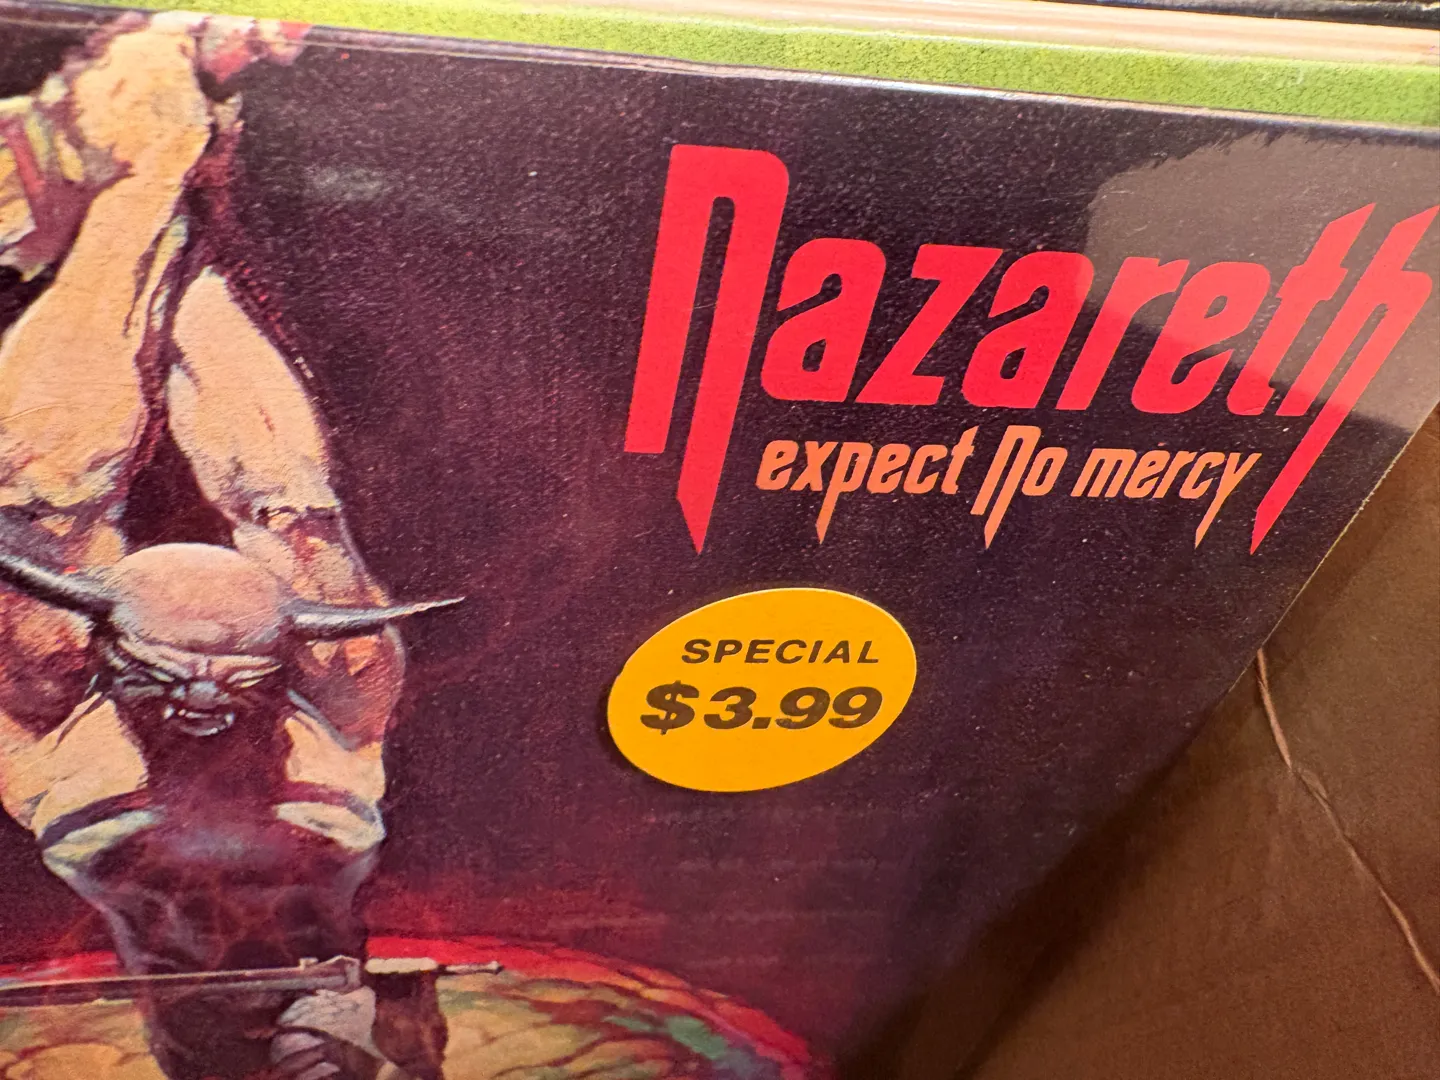 Nazareth
expect No mercy
SPECIAL
$3.99